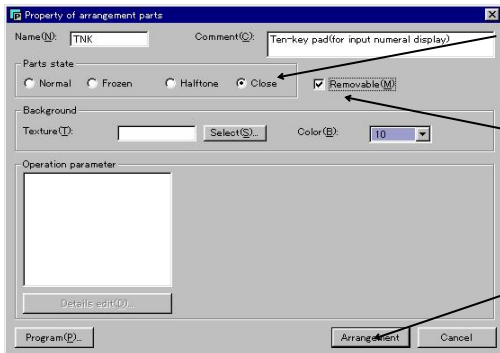 Property of arrangement parts
Name(N): TNK Comment(C): Ten-key pad(for input numeral display)
Parts state
Normal Frozen Halftone Close Removable(M)
Background
Texture(T): Select(S)... Color(B): 10
Operation parameter
Details edit(D)...
Program(P)... Arrangement Cancel